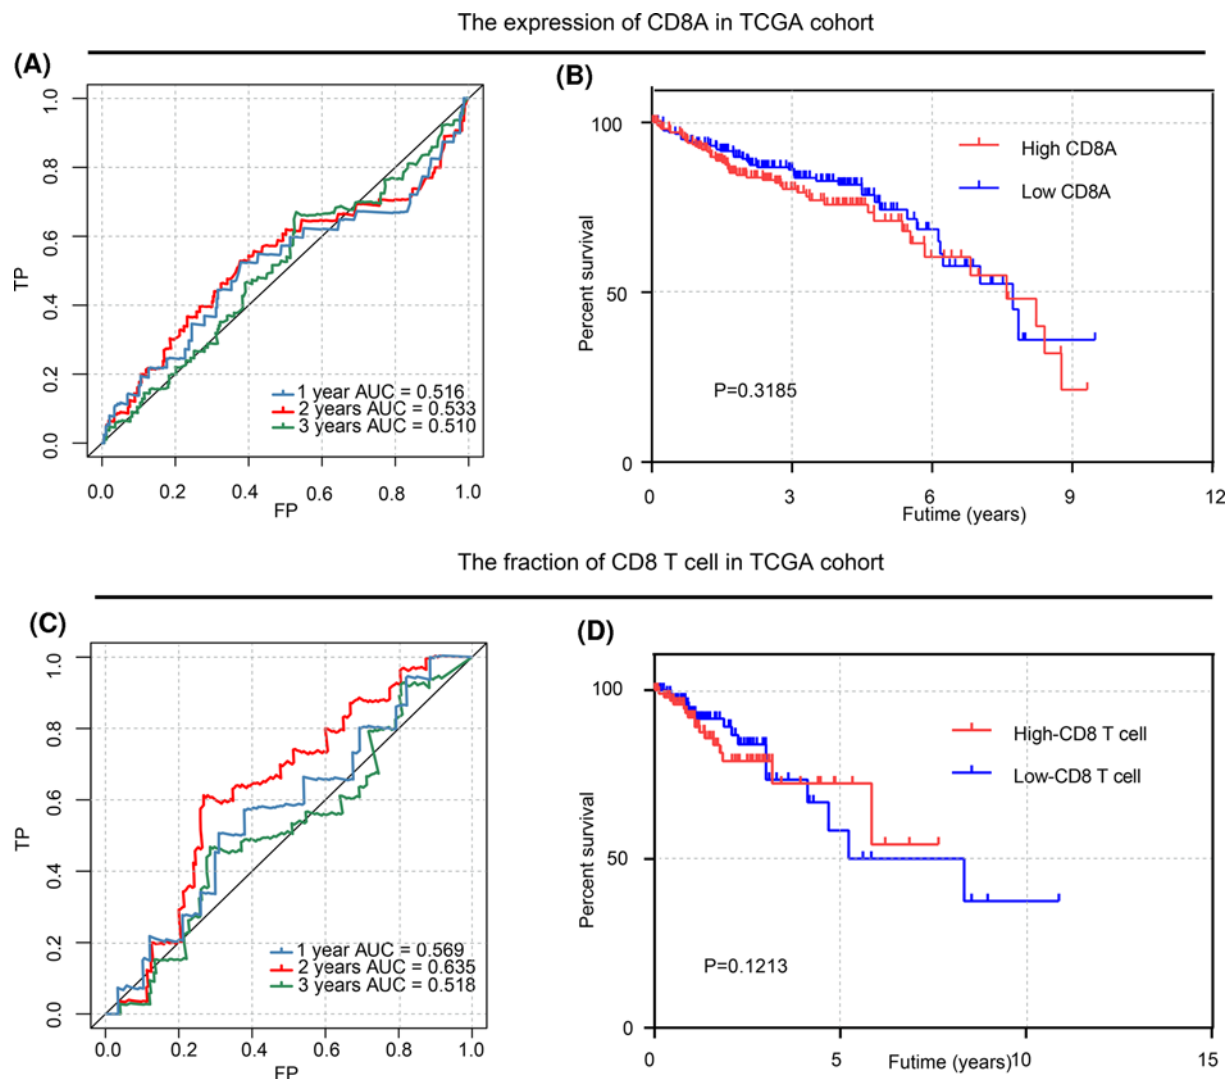 The expression of CD8A in TCGA cohort
(A)
TP
1.0
0.8
0.6
0.4
0.2
0.0
1 year AUC = 0.516
2 years AUC = 0.533
3 years AUC = 0.510
0.0 0.2 0.4 0.6 0.8 1.0
FP
(B)
Percent survival
100
50
0
High CD8A
Low CD8A
P=0.3185
0 3 6 9 12
Futime (years)
The fraction of CD8 T cell in TCGA cohort
(C)
TP
1.0
0.8
0.6
0.4
0.2
0.0
1 year AUC = 0.569
2 years AUC = 0.635
3 years AUC = 0.518
0.0 0.2 0.4 0.6 0.8 1.0
FP
(D)
Percent survival
100
50
0
High-CD8 T cell
Low-CD8 T cell
P=0.1213
0 5 10 15
Futime (years)